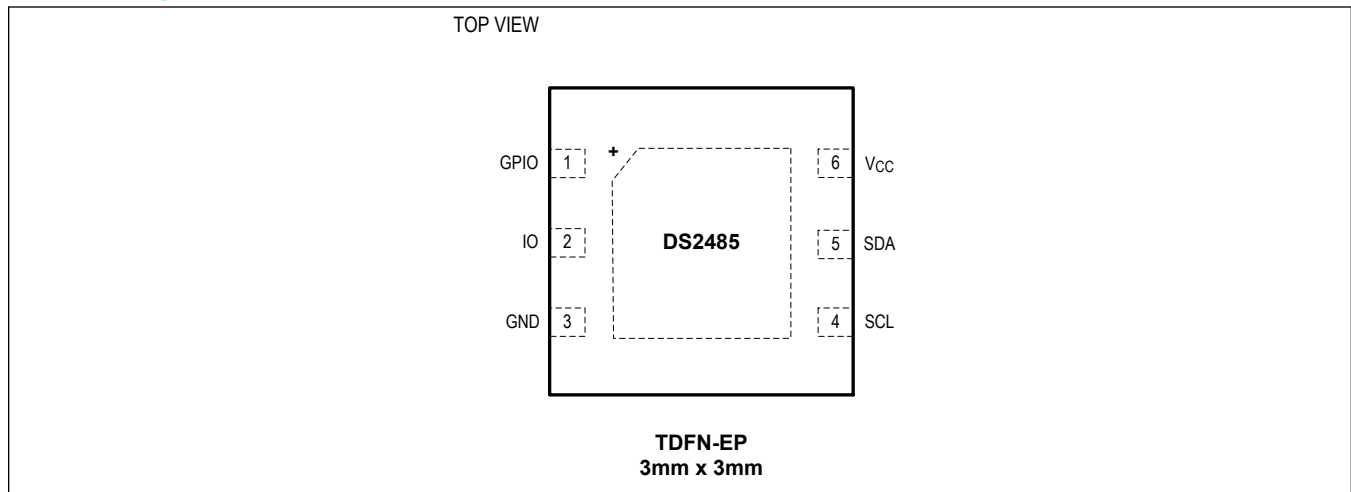 TOP VIEW
+
GPIO 1
6 VCC
IO 2
DS2485
5 SDA
GND 3
4 SCL
TDFN-EP
3mm x 3mm